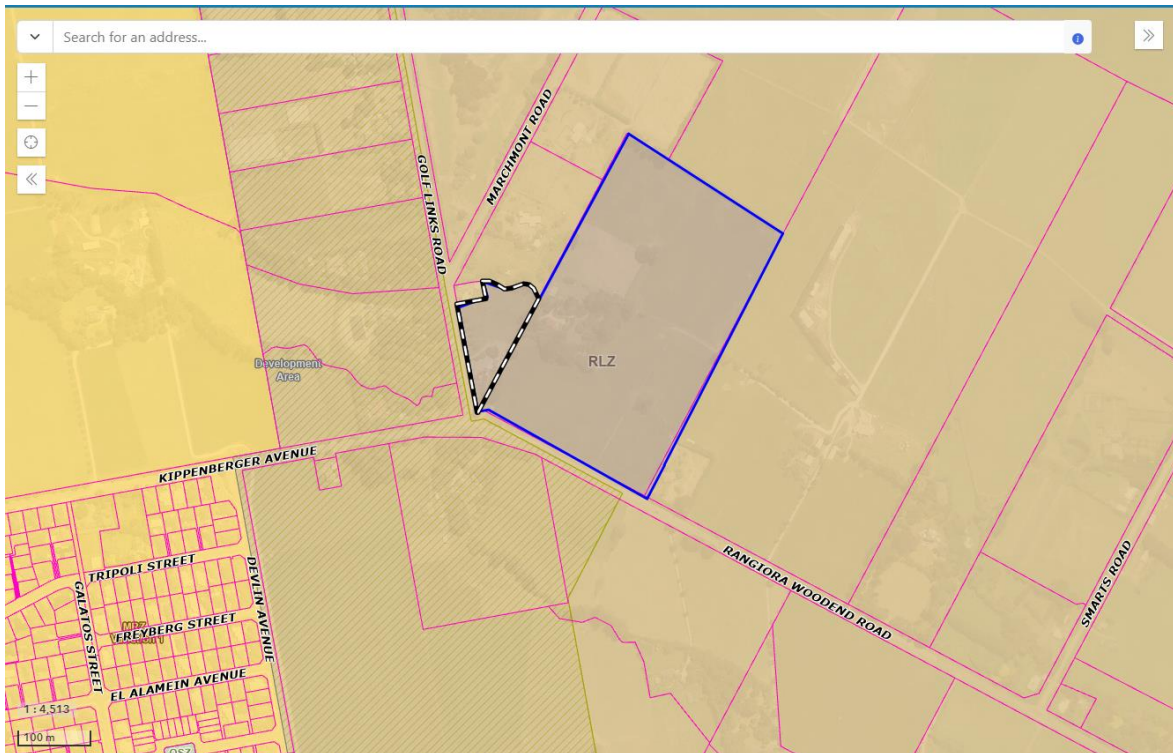 Search for an address...
MARCHMONT ROAD
GOLF LINKS ROAD
RLZ
Development
Area
KIPPENBERGER AVENUE
TRIPOLI STREET
DEVLIN AVENUE
GALATOS STREET
FREYBERG STREET
EL ALAMEIN AVENUE
RANGIORA WOODEND ROAD
SMARTS ROAD
1 : 4,513
100 m